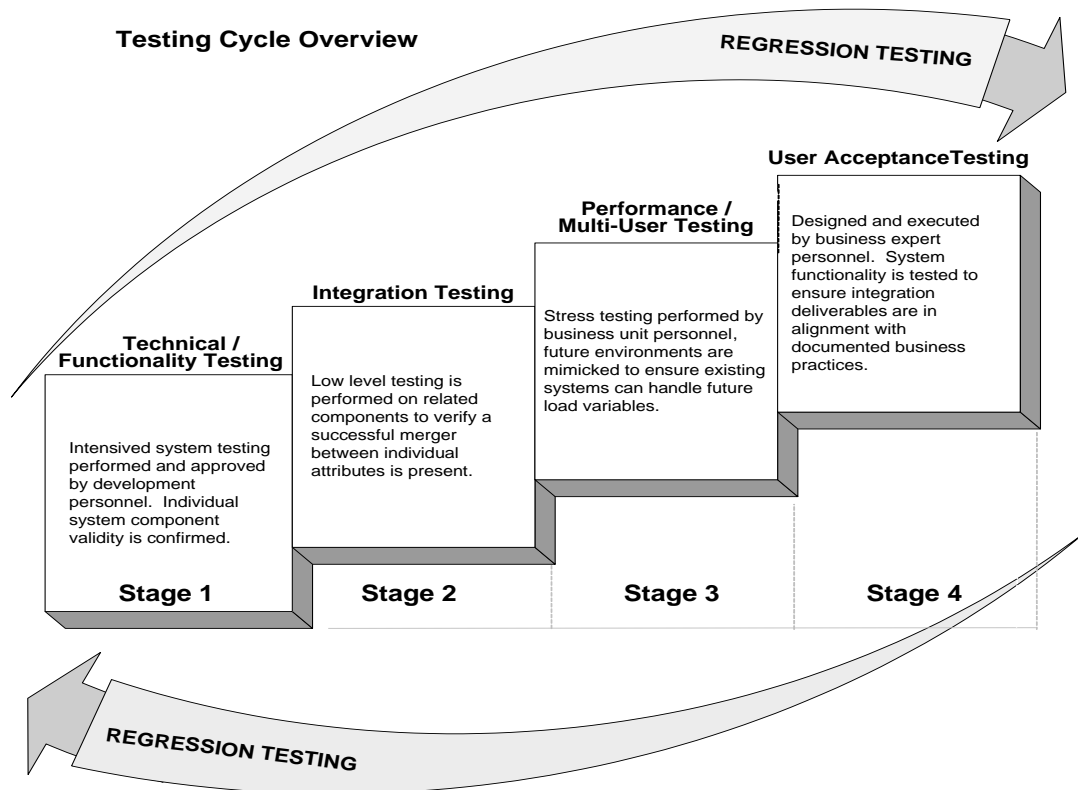 Testing Cycle Overview
REGRESSION TESTING
Technical /
Functionality Testing
Intensived system testing
performed and approved
by development
personnel.  Individual
system component
validity is confirmed.
Stage 1
Integration Testing
Low level testing is
performed on related
components to verify a
successful merger
between individual
attributes is present.
Stage 2
Performance /
Multi-User Testing
Stress testing performed by
business unit personnel,
future environments are
mimicked to ensure existing
systems can handle future
load variables.
Stage 3
User AcceptanceTesting
Designed and executed
by business expert
personnel.  System
functionality is tested to
ensure integration
deliverables are in
alignment with
documented business
practices.
Stage 4
REGRESSION TESTING